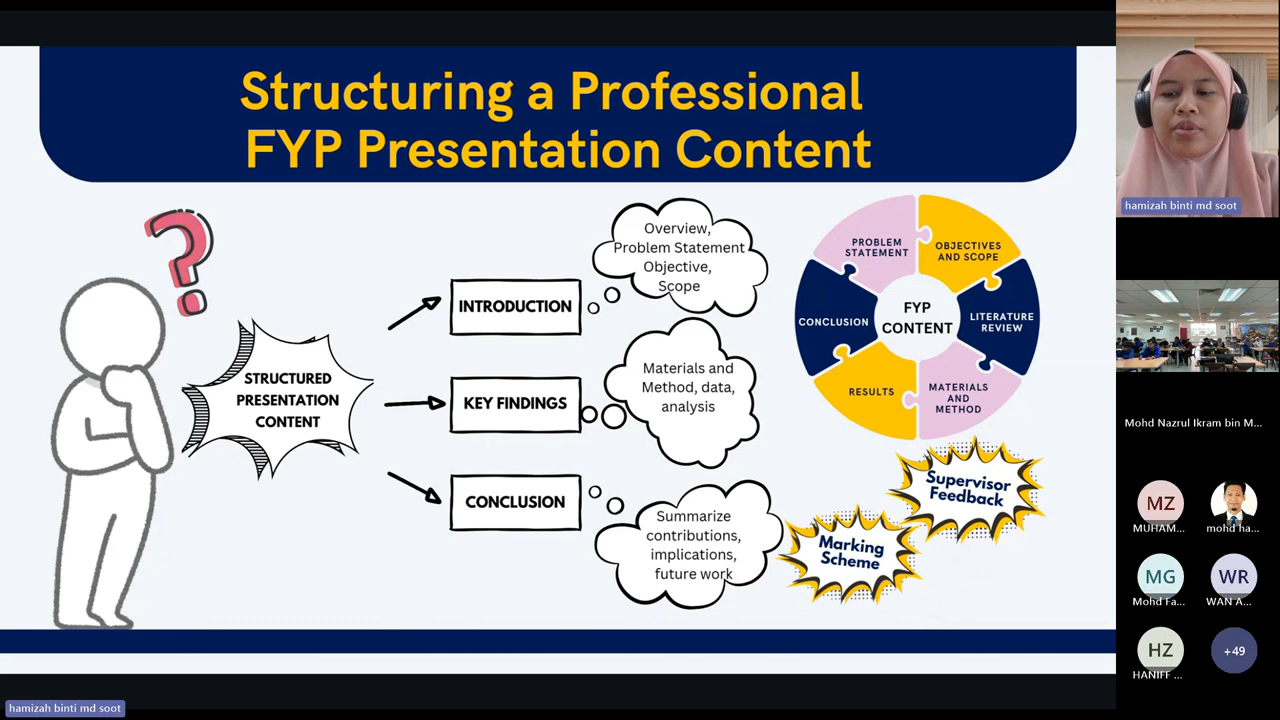 Structuring a Professional
FYP Presentation Content
STRUCTURED
PRESENTATION
CONTENT
INTRODUCTION
Overview,
Problem Statement
Objective,
Scope
KEY FINDINGS
Materials and
Method, data,
analysis
CONCLUSION
Summarize
contributions,
implications,
future work
PROBLEM
STATEMENT
OBJECTIVES
AND SCOPE
LITERATURE
REVIEW
MATERIALS
AND
METHOD
RESULTS
CONCLUSION
FYP
CONTENT
Supervisor
Feedback
Marking
Scheme
hamizah binti md soot
Mohd Nazrul Ikram bin M...
MZ
MUHAM...
mohd ha...
MG
Mohd Fa...
WR
WAN A...
HZ
HANIFF ...
+49
hamizah binti md soot